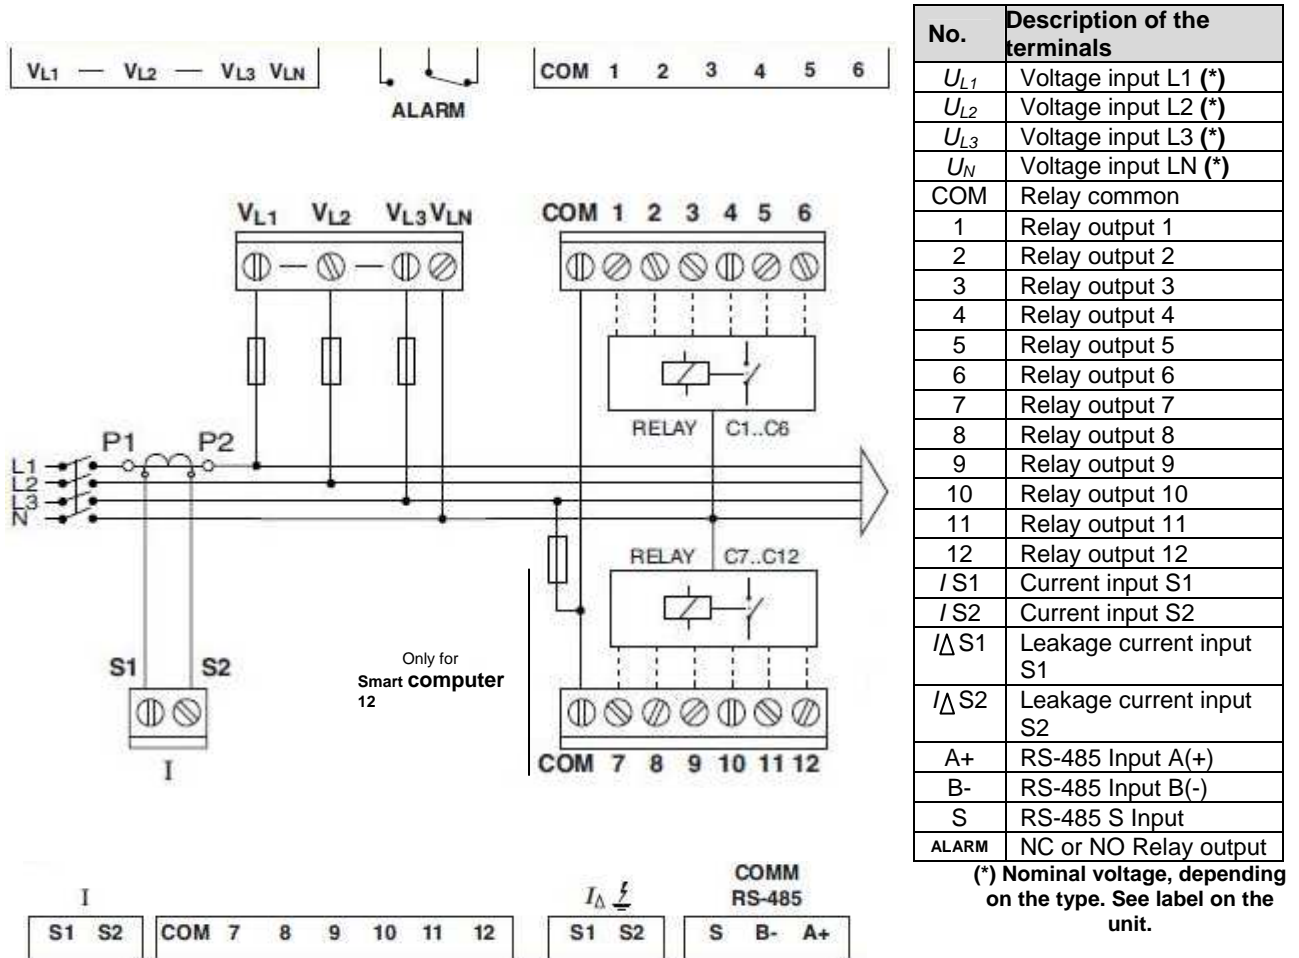 VL1 — VL2 — VL3 VLN
ALARM
COM 1 2 3 4 5 6
VL1 VL2 VL3 VLN
COM 1 2 3 4 5 6
RELAY C1..C6
P1 P2
L1
L2
L3
N
RELAY C7..C12
S1 S2
I
Only for
Smart computer
12
COM 7 8 9 10 11 12
I
S1 S2
COM 7 8 9 10 11 12
IΔ
S1 S2
COMM
RS-485
S B- A+
No. Description of the
terminals
UL1 Voltage input L1 (*)
UL2 Voltage input L2 (*)
UL3 Voltage input L3 (*)
UN Voltage input LN (*)
COM Relay common
1 Relay output 1
2 Relay output 2
3 Relay output 3
4 Relay output 4
5 Relay output 5
6 Relay output 6
7 Relay output 7
8 Relay output 8
9 Relay output 9
10 Relay output 10
11 Relay output 11
12 Relay output 12
I S1 Current input S1
I S2 Current input S2
IΔ S1 Leakage current input
S1
IΔ S2 Leakage current input
S2
A+ RS-485 Input A(+)
B- RS-485 Input B(-)
S RS-485 S Input
ALARM NC or NO Relay output
(*) Nominal voltage, depending
on the type. See label on the
unit.